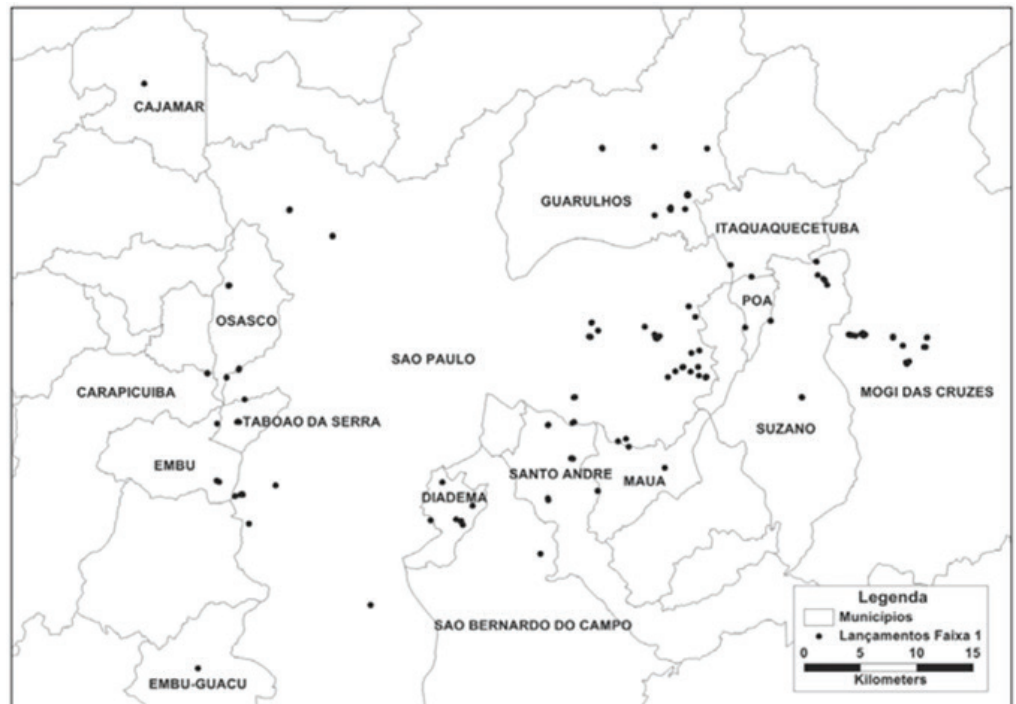 CAJAMAR
GUARULHOS
ITAQUAQUECETUBA
POA
OSASCO
SAO PAULO
CARAPICUIBA
MOGI DAS CRUZES
TABOAO DA SERRA
SUZANO
EMBU
SANTO ANDRE
MAUA
DIADEMA
SAO BERNARDO DO CAMPO
EMBU-GUACU
Legenda
Municípios
Lançamentos Faixa 1
0 5 10 15
Kilometers